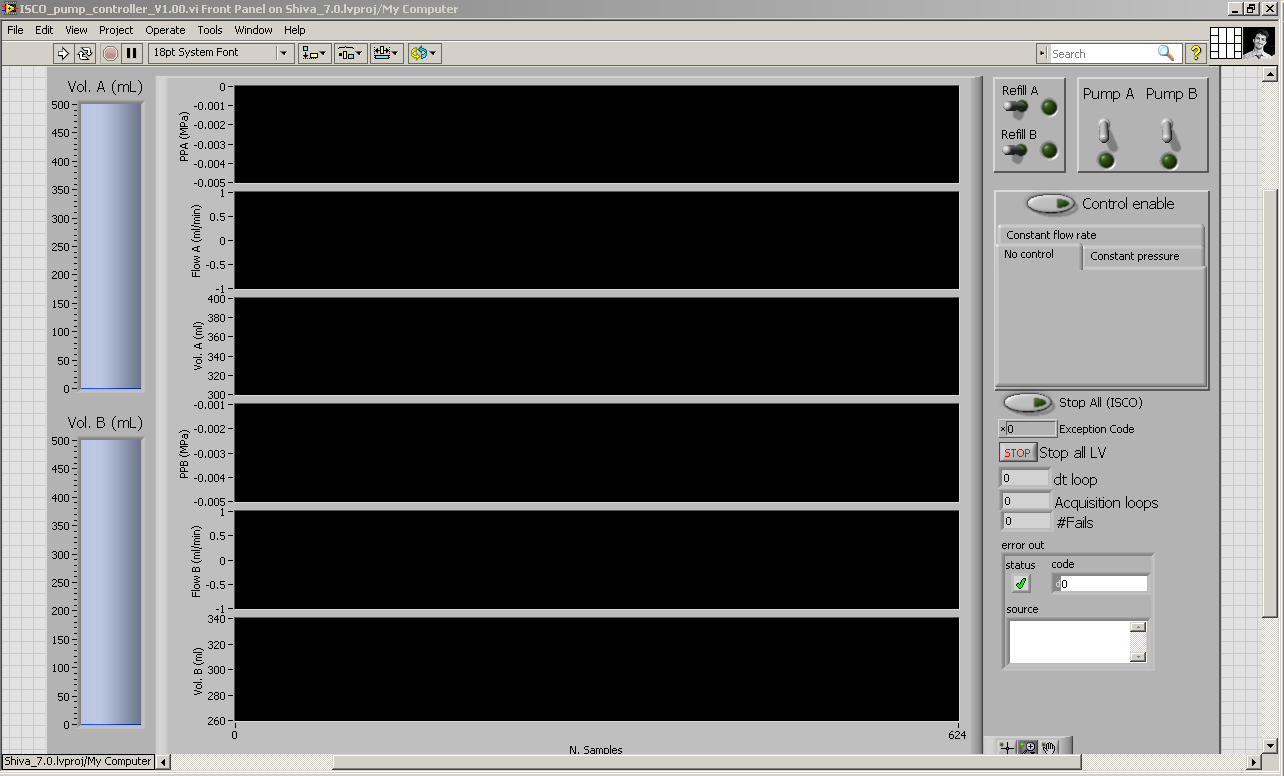 ISCO_pump_controller_V1.00.vi Front Panel on Shiva_7.0.lvproj/My Computer
File Edit View Project Operate Tools Window Help
18pt System Font
Search
?
Vol. A (mL)
500
450
400
350
300
250
200
150
100
50
0
Vol. B (mL)
500
450
400
350
300
250
200
150
100
50
0
PPA (MPa)
0
-0.001
-0.002
-0.003
-0.004
-0.005
Flow A (ml/min)
1
0.5
0
-0.5
-1
Vol. A (ml)
400
380
360
340
320
300
PPB (MPa)
-0.001
-0.002
-0.003
-0.004
-0.005
Flow B (ml/min)
1
0.5
0
-0.5
-1
Vol. B (ml)
340
320
300
280
260
0 624
N. Samples
Refill A
Refill B
Pump A Pump B
Control enable
Constant flow rate
No control Constant pressure
Stop All (ISCO)
×0 Exception Code
STOP Stop all LV
0 dt loop
0 Acquisition loops
0 #Fails
error out
status code
d0
source
Shiva_7.0.lvproj/My Computer